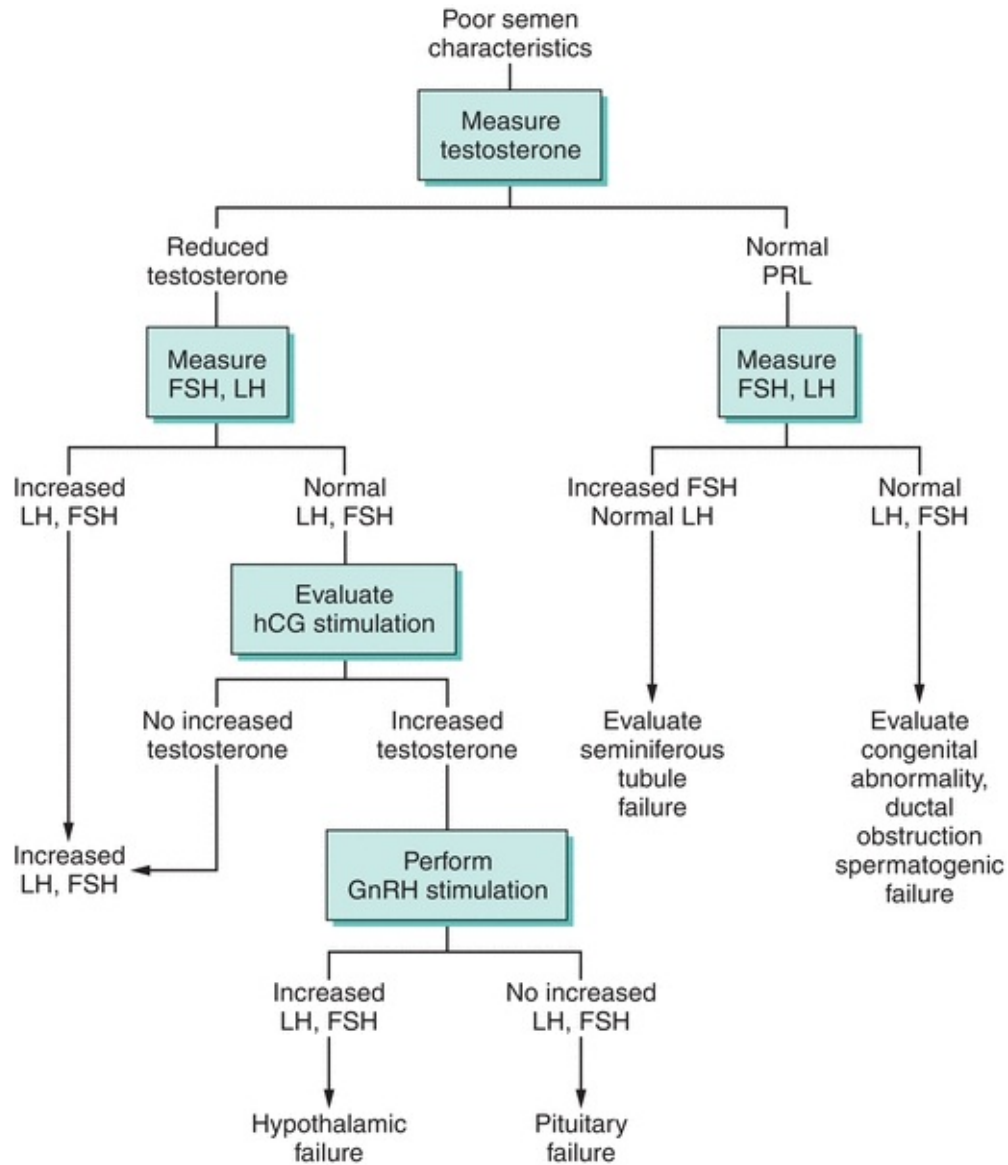 Poor semen
characteristics
Measure
testosterone
Reduced
testosterone
Normal
PRL
Measure
FSH, LH
Measure
FSH, LH
Increased
LH, FSH
Normal
LH, FSH
Increased FSH
Normal LH
Normal
LH, FSH
Evaluate
hCG stimulation
No increased
testosterone
Increased
testosterone
Evaluate
seminiferous
tubule
failure
Evaluate
congenital
abnormality,
ductal
obstruction
spermatogenic
failure
Increased
LH, FSH
Perform
GnRH stimulation
Increased
LH, FSH
No increased
LH, FSH
Hypothalamic
failure
Pituitary
failure